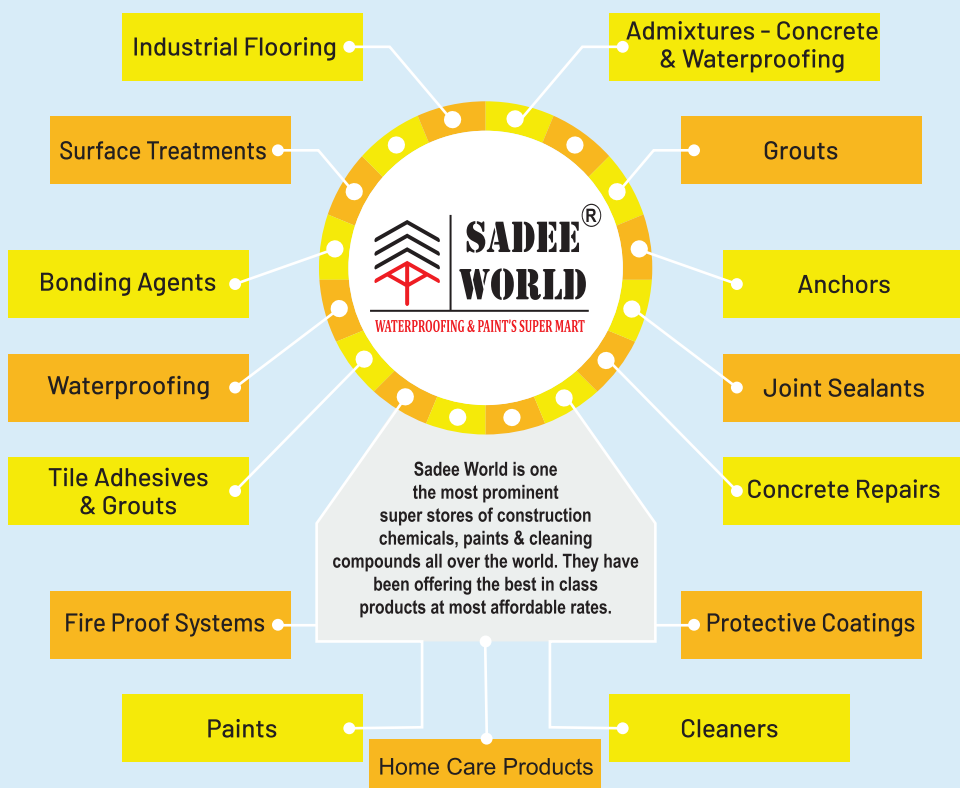 Industrial Flooring
Admixtures - Concrete
& Waterproofing
Surface Treatments
Grouts
SADEE ®
WORLD
WATERPROOFING & PAINT'S SUPER MART
Bonding Agents
Anchors
Waterproofing
Joint Sealants
Tile Adhesives
& Grouts
Concrete Repairs
Sadee World is one
the most prominent
super stores of construction
chemicals, paints & cleaning
compounds all over the world. They have
been offering the best in class
products at most affordable rates.
Fire Proof Systems
Protective Coatings
Paints
Cleaners
Home Care Products